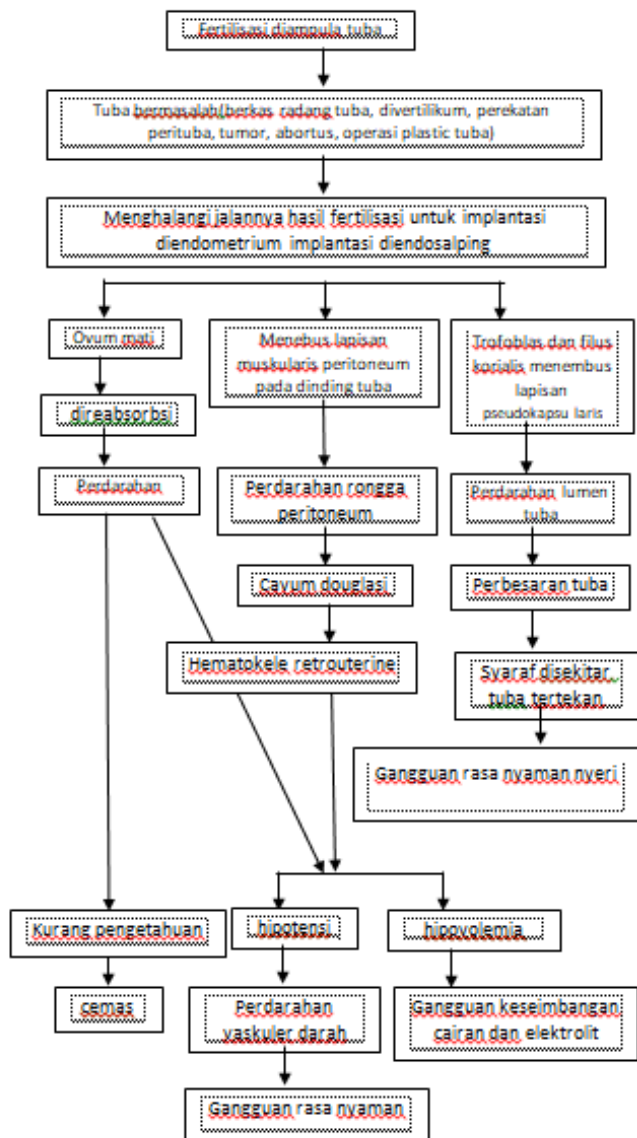 Fertilisasi diampula tuba
Tuba bermasalah(berkas radang tuba, divertilikum, perekatan
perituba, tumor, abortus, operasi plastic tuba)
Menghalangi jalannya hasil fertilisasi untuk implantasi
diendometrium implantasi diendosalping
Ovum mati
direabsorbsi
Perdarahan
Menebus lapisan
muskularis peritoneum
pada dinding tuba
Perdarahan rongga
peritoneum
Cavum douglasi
Hematokele retrouterine
Trofoblas dan filus
korialis menembus
lapisan
pseudokapsu laris
Perdarahan lumen
tuba
Perbesaran tuba
Syaraf disekitar
tuba tertekan
Gangguan rasa nyaman nyeri
Kurang pengetahuan
cemas
hipotensi
Perdarahan
vaskuler darah
Gangguan rasa nyaman
hipovolemia
Gangguan keseimbangan
cairan dan elektrolit